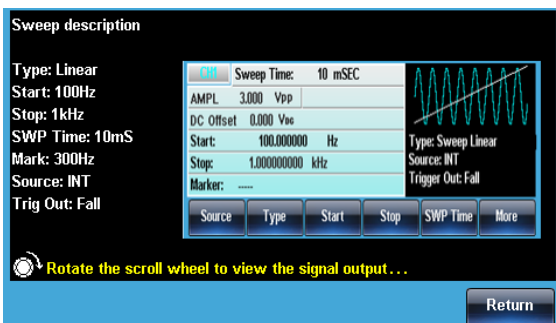 Sweep description
Type: Linear
Start: 100Hz
Stop: 1kHz
SWP Time: 10mS
Mark: 300Hz
Source: INT
Trig Out: Fall
CH1 Sweep Time: 10 mSEC
AMPL 3.000 Vpp
DC Offset 0.000 VDC
Start: 100.000000 Hz
Stop: 1.000000000 kHz
Marker: ----
Type: Sweep Linear
Source: INT
Trigger Out: Fall
Source Type Start Stop SWP Time More
Rotate the scroll wheel to view the signal output...
Return